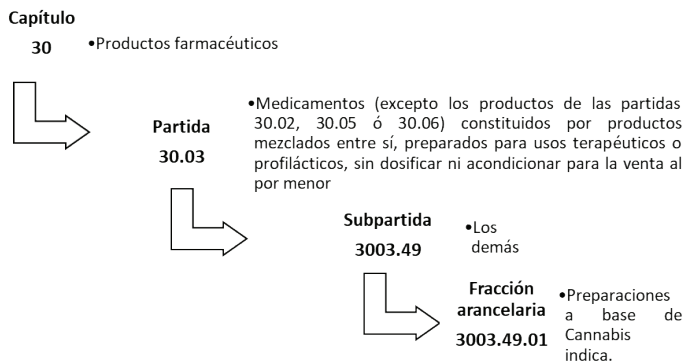 Capítulo
30
•Productos farmacéuticos
Partida
30.03
•Medicamentos (excepto los productos de las partidas
30.02, 30.05 ó 30.06) constituidos por productos
mezclados entre sí, preparados para usos terapéuticos o
profilácticos, sin dosificar ni acondicionar para la venta al
por menor
Subpartida
3003.49
•Los
demás
Fracción
arancelaria
3003.49.01
•Preparaciones
a base de
Cannabis
indica.